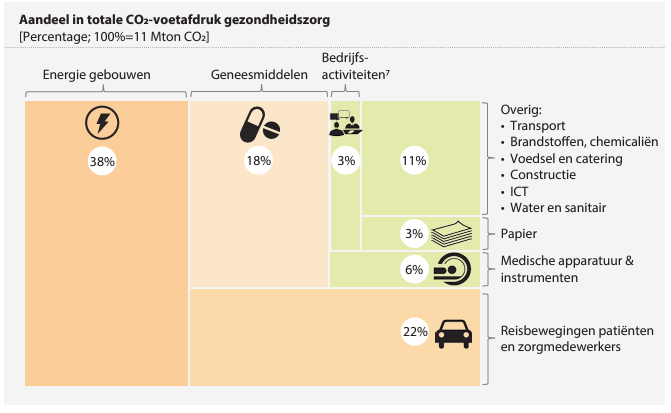 Aandeel in totale CO₂-voetafdruk gezondheidszorg
[Percentage; 100%=11 Mton CO₂]
Energie gebouwen
Geneesmiddelen
Bedrijfs-
activiteiten⁷
38%
18%
3%
11%
Overig:
• Transport
• Brandstoffen, chemicaliën
• Voedsel en catering
• Constructie
• ICT
• Water en sanitair
3%
Papier
6%
Medische apparatuur &
instrumenten
22%
Reisbewegingen patiënten
en zorgmedewerkers